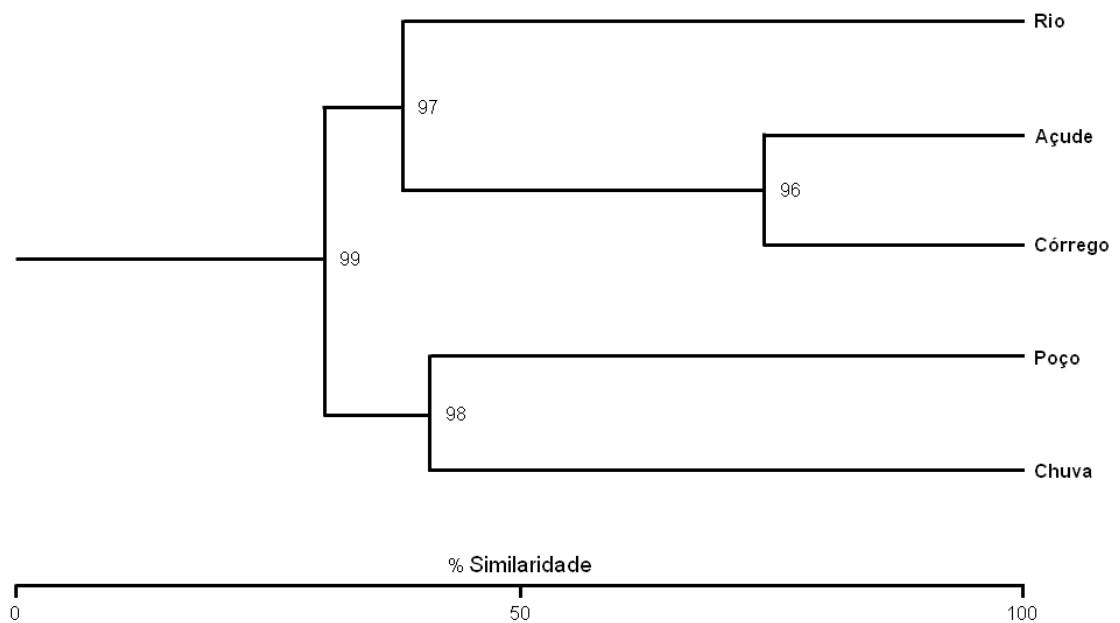 Rio
97
Açude
96
Córrego
99
Poço
98
Chuva
% Similaridade
0 50 100